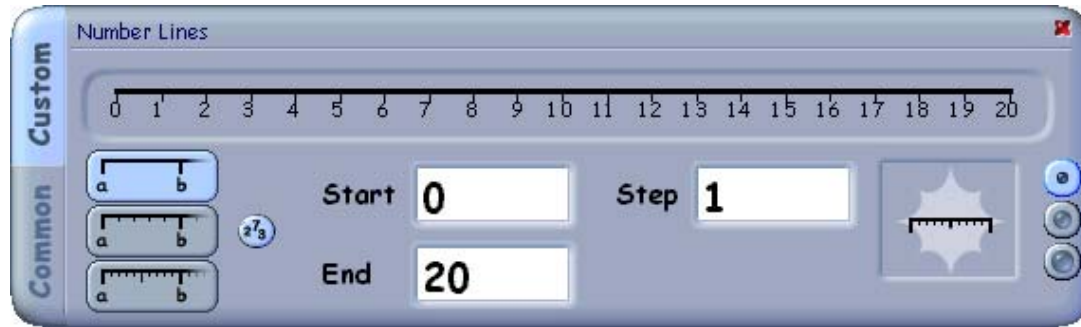 Number Lines
Custom
Common
0 1 2 3 4 5 6 7 8 9 10 11 12 13 14 15 16 17 18 19 20
a b
a b
a b
273
Start 0
Step 1
End 20